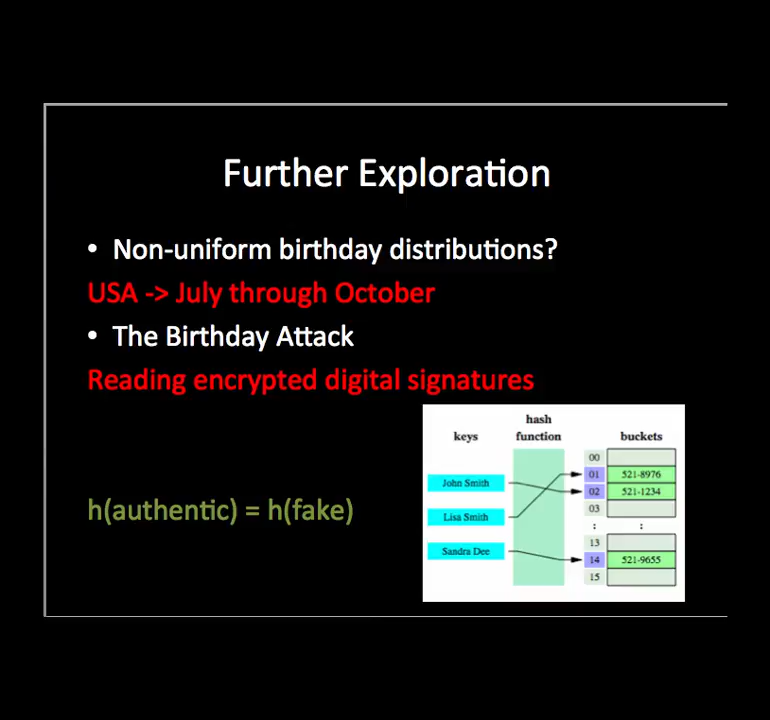 Further Exploration
• Non-uniform birthday distributions?
USA -> July through October
• The Birthday Attack
Reading encrypted digital signatures
h(authentic) = h(fake)
hash
keys function buckets
00
01 521-8976
John Smith
02 521-1234
03
Lisa Smith
: :
13
Sandra Dee
14 521-9655
15